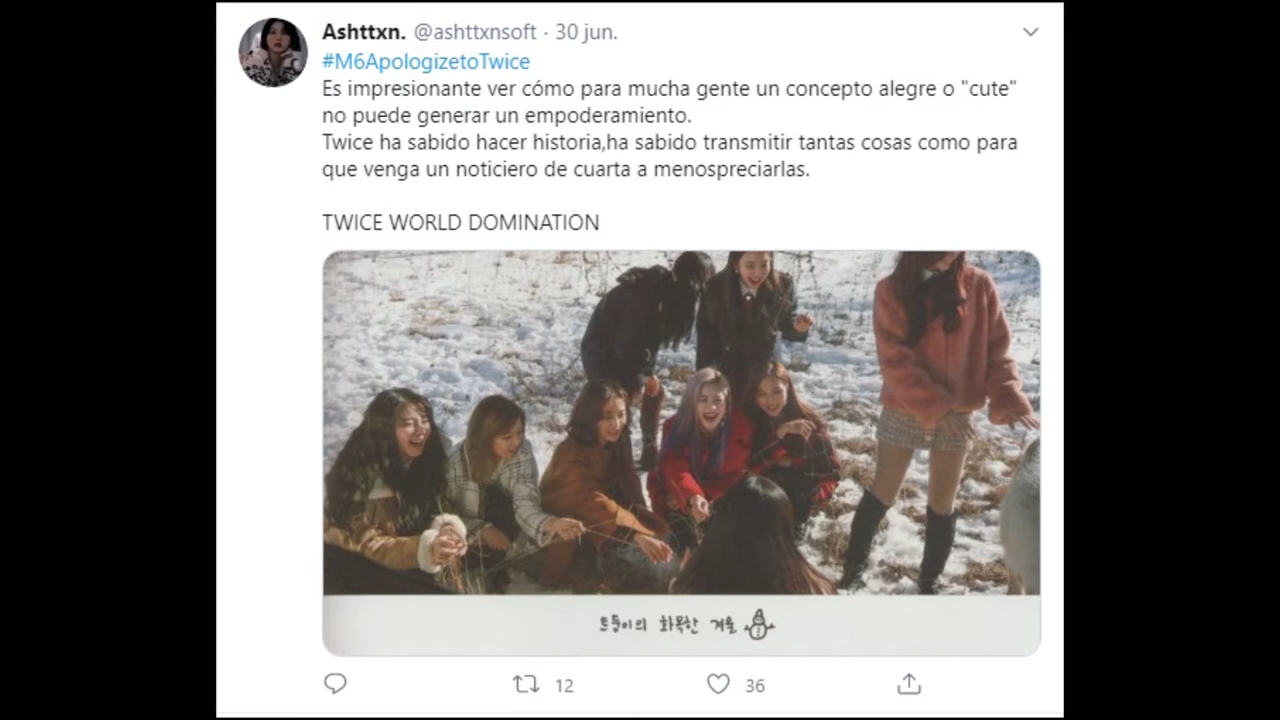 Ashttxn. @ashttxnsoft · 30 jun.
#M6ApologizetoTwice
Es impresionante ver cómo para mucha gente un concepto alegre o "cute"
no puede generar un empoderamiento.
Twice ha sabido hacer historia,ha sabido transmitir tantas cosas como para
que venga un noticiero de cuarta a menospreciarlas.
TWICE WORLD DOMINATION
트둥이의 화목한 겨울
12 36